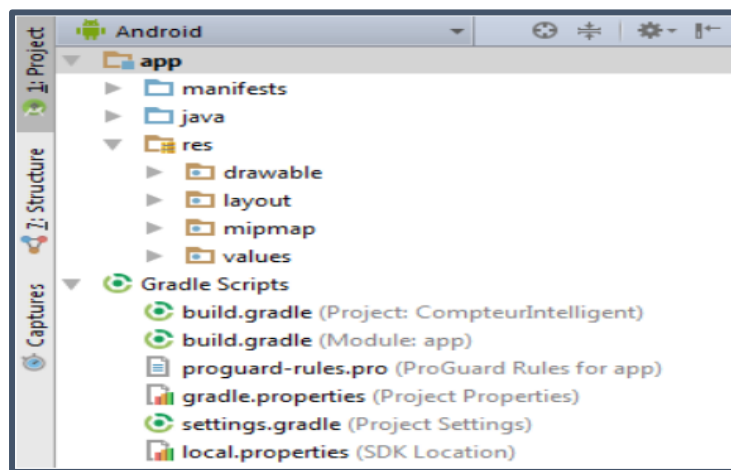 Android
app
manifests
java
res
drawable
layout
mipmap
values
Gradle Scripts
build.gradle (Project: CompteurIntelligent)
build.gradle (Module: app)
proguard-rules.pro (ProGuard Rules for app)
gradle.properties (Project Properties)
settings.gradle (Project Settings)
local.properties (SDK Location)
1: Project
7: Structure
Captures